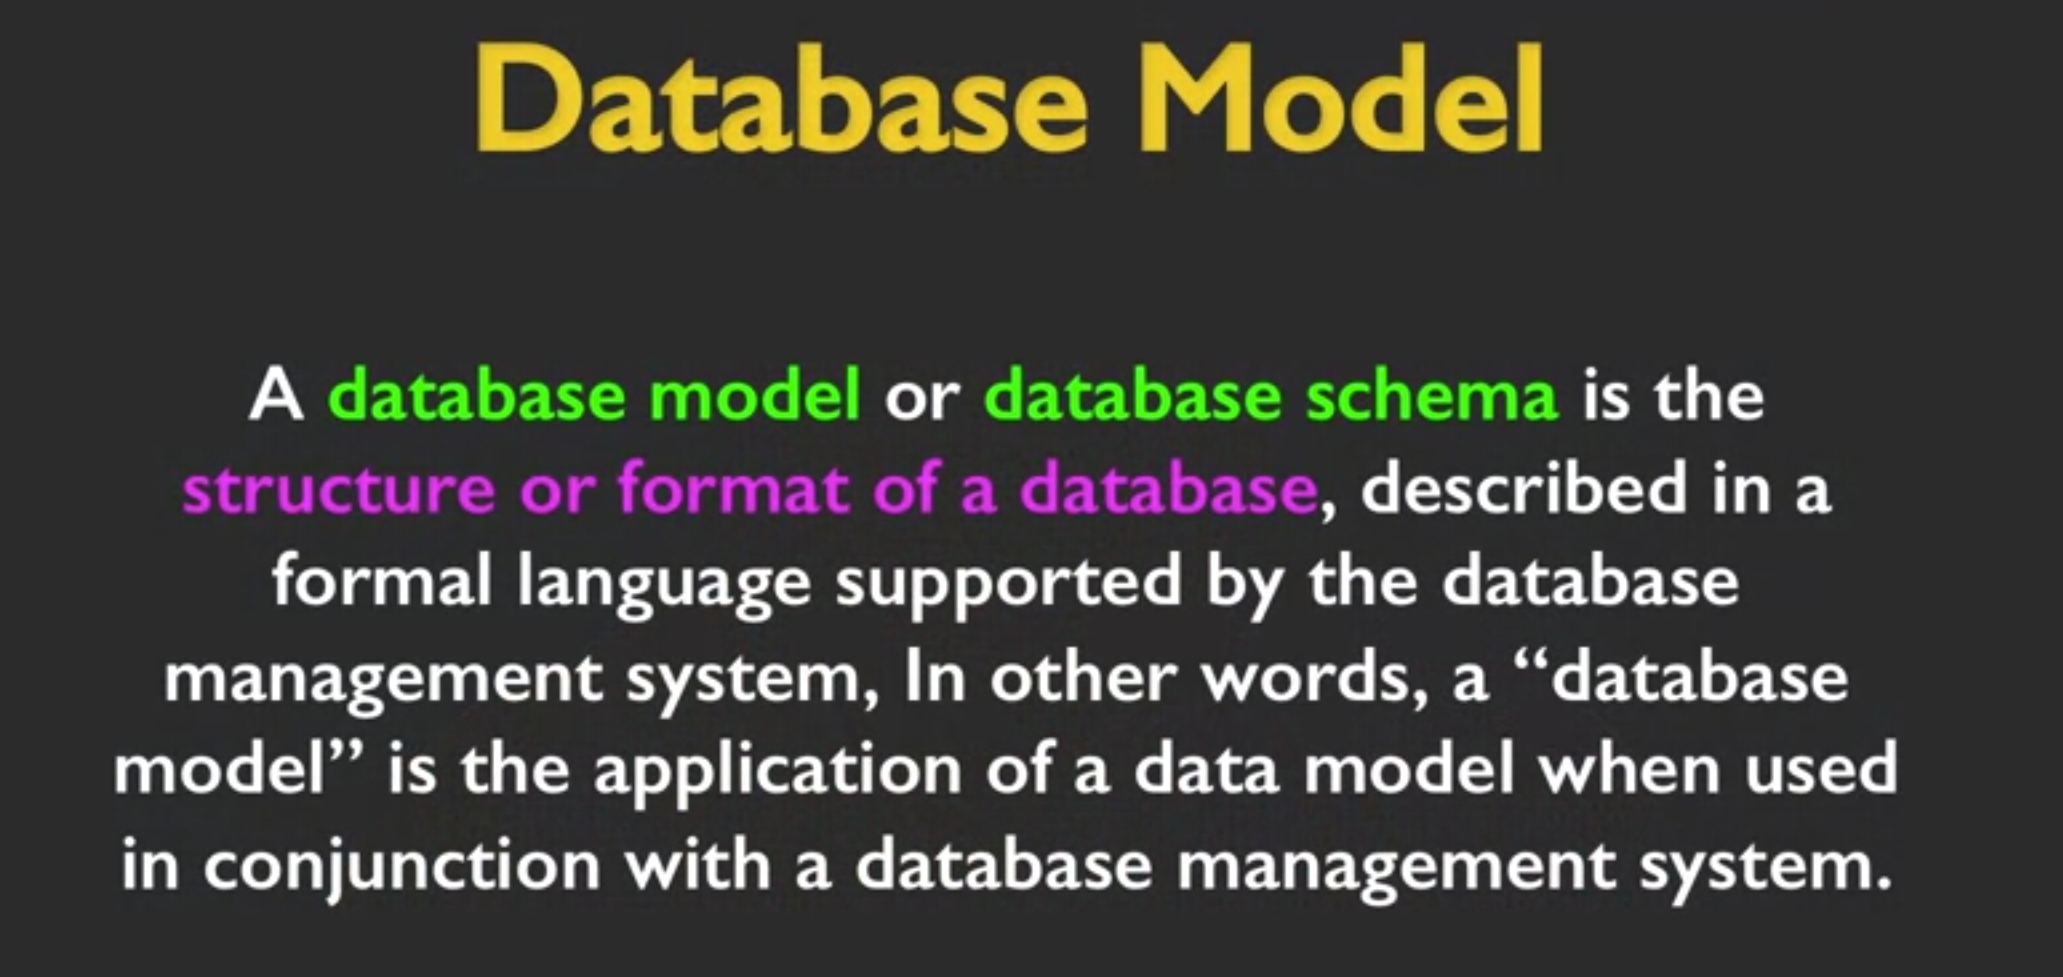 Database Model
A database model or database schema is the
structure or format of a database, described in a
formal language supported by the database
management system, In other words, a “database
model” is the application of a data model when used
in conjunction with a database management system.